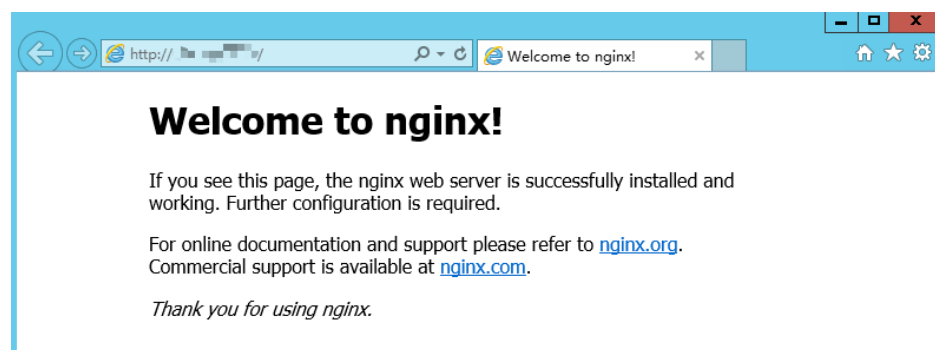 http://
Welcome to nginx!
Welcome to nginx!
If you see this page, the nginx web server is successfully installed and
working. Further configuration is required.
For online documentation and support please refer to nginx.org.
Commercial support is available at nginx.com.
Thank you for using nginx.